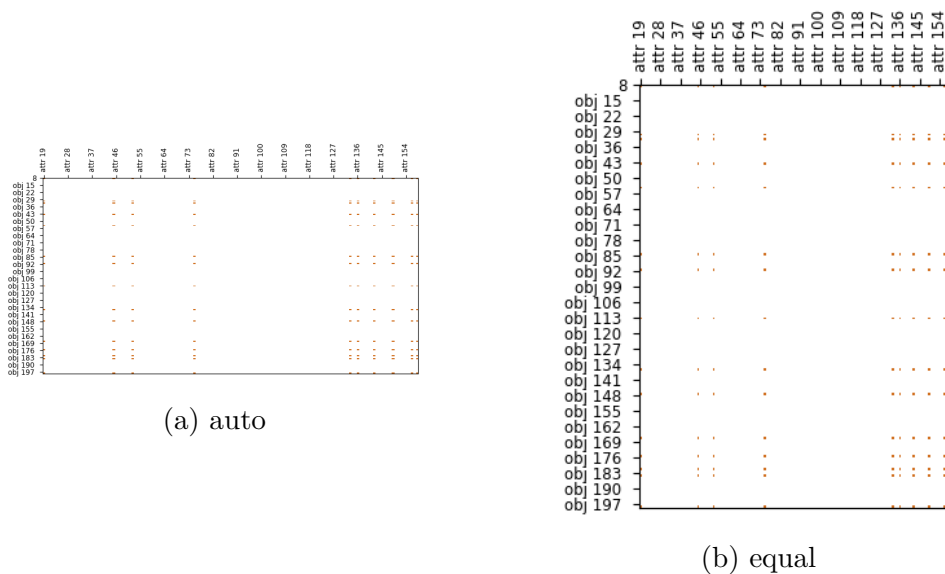 attr 19
attr 28
attr 37
attr 46
attr 55
attr 64
attr 73
attr 82
attr 91
attr 100
attr 109
attr 118
attr 127
attr 136
attr 145
attr 154
8
obj 15
obj 22
obj 29
obj 36
obj 43
obj 50
obj 57
obj 64
obj 71
obj 78
obj 85
obj 92
obj 99
obj 106
obj 113
obj 120
obj 127
obj 134
obj 141
obj 148
obj 155
obj 162
obj 169
obj 176
obj 183
obj 190
obj 197
(a) auto
attr 19
attr 28
attr 37
attr 46
attr 55
attr 64
attr 73
attr 82
attr 91
attr 100
attr 109
attr 118
attr 127
attr 136
attr 145
attr 154
8
obj 15
obj 22
obj 29
obj 36
obj 43
obj 50
obj 57
obj 64
obj 71
obj 78
obj 85
obj 92
obj 99
obj 106
obj 113
obj 120
obj 127
obj 134
obj 141
obj 148
obj 155
obj 162
obj 169
obj 176
obj 183
obj 190
obj 197
(b) equal